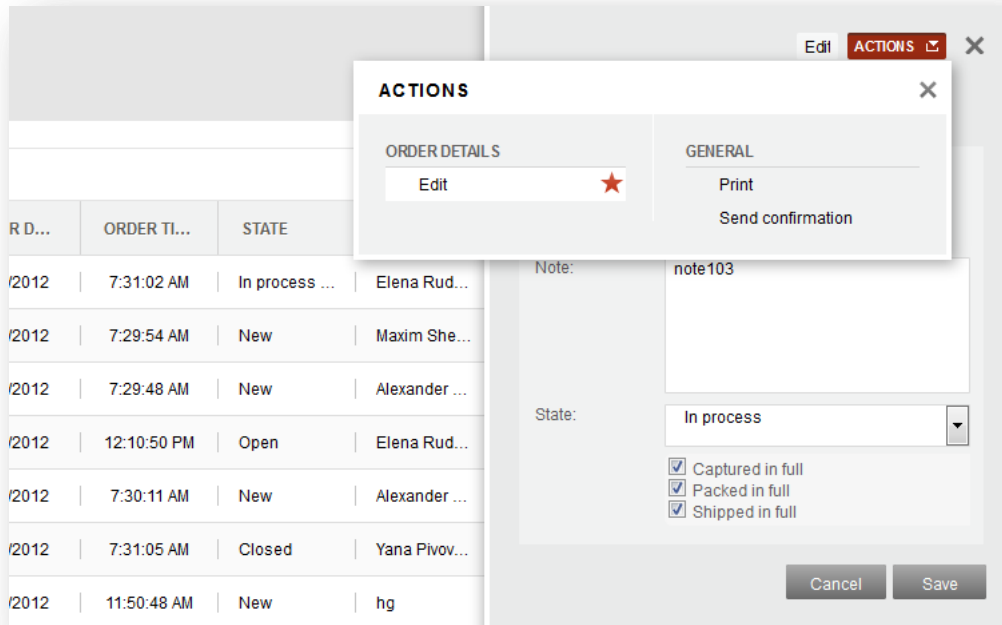 Edit ACTIONS
ACTIONS
ORDER DETAILS
Edit
GENERAL
Print
Send confirmation
R D... ORDER TI... STATE
/2012 7:31:02 AM In process ... Elena Rud...
/2012 7:29:54 AM New Maxim She...
/2012 7:29:48 AM New Alexander ...
/2012 12:10:50 PM Open Elena Rud...
/2012 7:30:11 AM New Alexander ...
/2012 7:31:05 AM Closed Yana Pivov...
/2012 11:50:48 AM New hg
Note: note103
State: In process
Captured in full
Packed in full
Shipped in full
Cancel Save